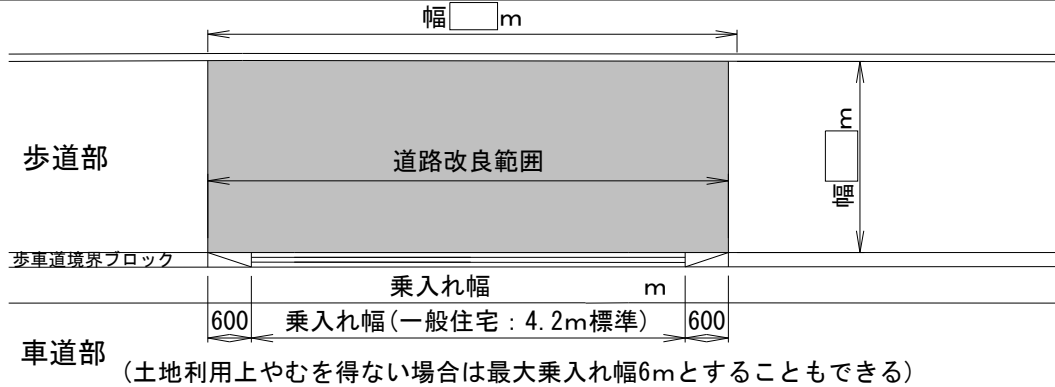 幅 m
歩道部
道路改良範囲
幅 m
歩車道境界ブロック
乗入れ幅 m
600 乗入れ幅(一般住宅:4.2m標準) 600
車道部
(土地利用上やむを得ない場合は最大乗入れ幅6mとすることもできる)